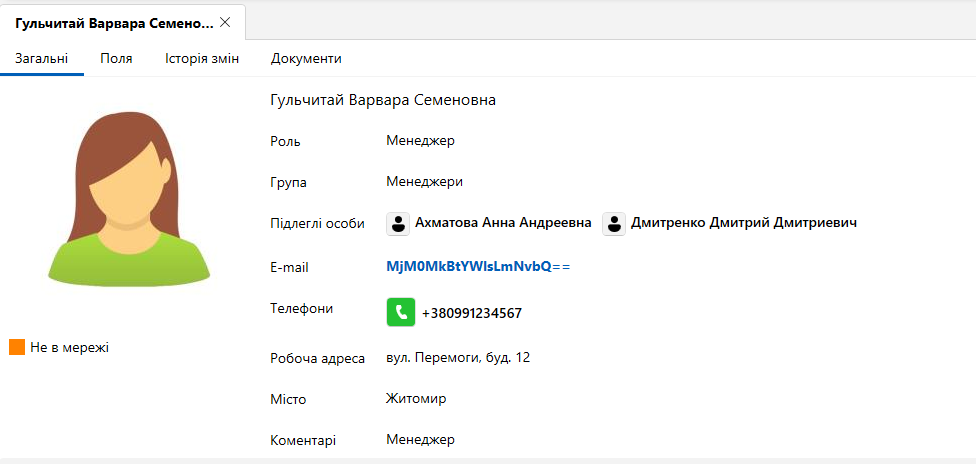 Гульчитай Варвара Семено...
Загальні Поля Історія змін Документи
Гульчитай Варвара Семеновна
Роль Менеджер
Група Менеджери
Підлеглі особи Ахматова Анна Андреевна Дмитренко Дмитрий Дмитриевич
E-mail MjM0MkBtYWlsLmNvbQ==
Телефони +380991234567
Не в мережі
Робоча адреса вул. Перемоги, буд. 12
Місто Житомир
Коментарі Менеджер